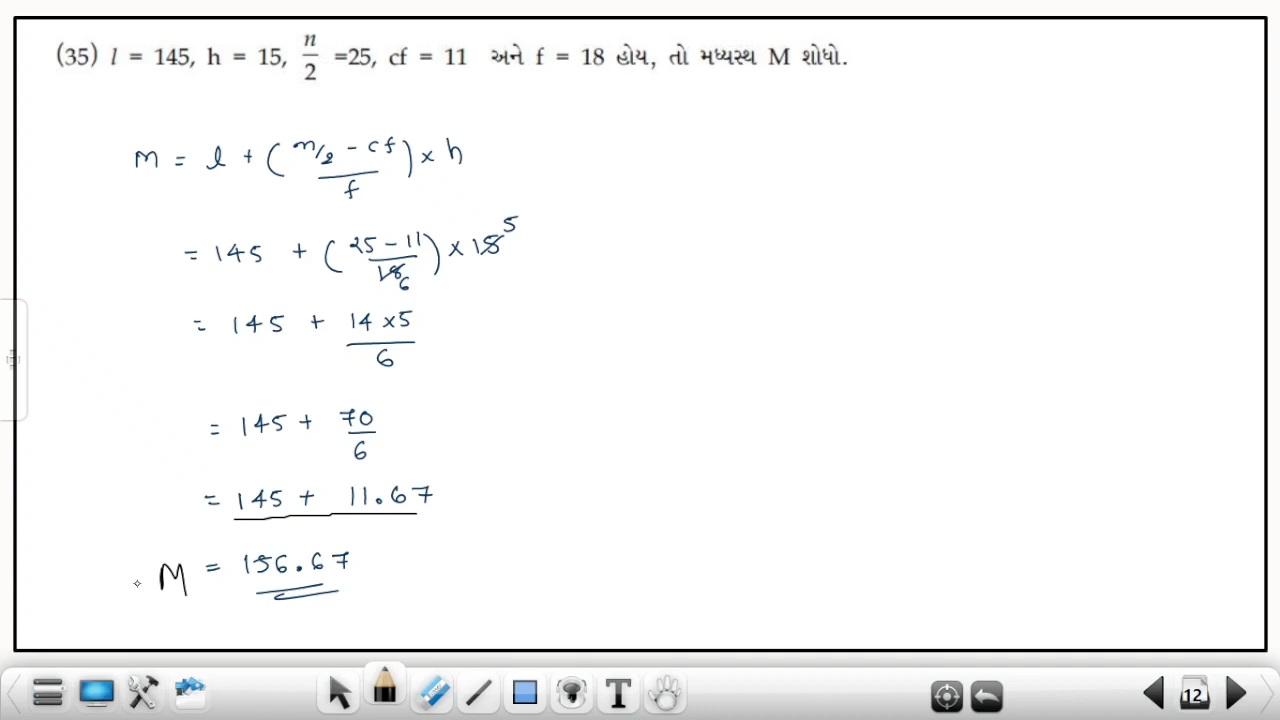 (35) l = 145, h = 15, n/2 =25, cf = 11 અને f = 18 હોય, તો મધ્યસ્થ M શોધો.
M = l + ( n/2 - cf / f ) × h
= 145 + ( 25 - 11 / 18 6 ) × 15 5
= 145 + 14 × 5 / 6
= 145 + 70 / 6
= 145 + 11.67
M = 156.67
T 12